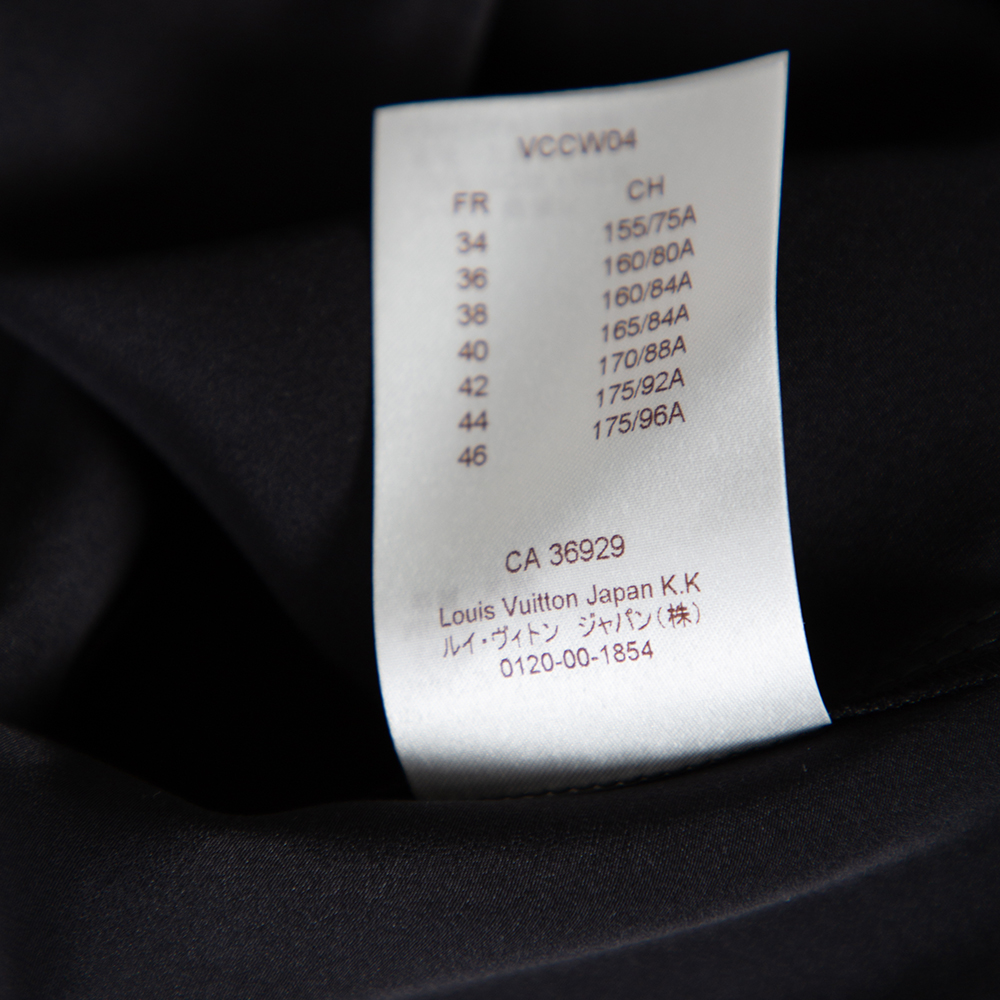 VCCW04
FR CH
34 155/75A
36 160/80A
38 160/84A
40 165/84A
42 170/88A
44 175/92A
46 175/96A
CA 36929
Louis Vuitton Japan K.K
ルイ・ヴィトン ジャパン(株)
0120-00-1854